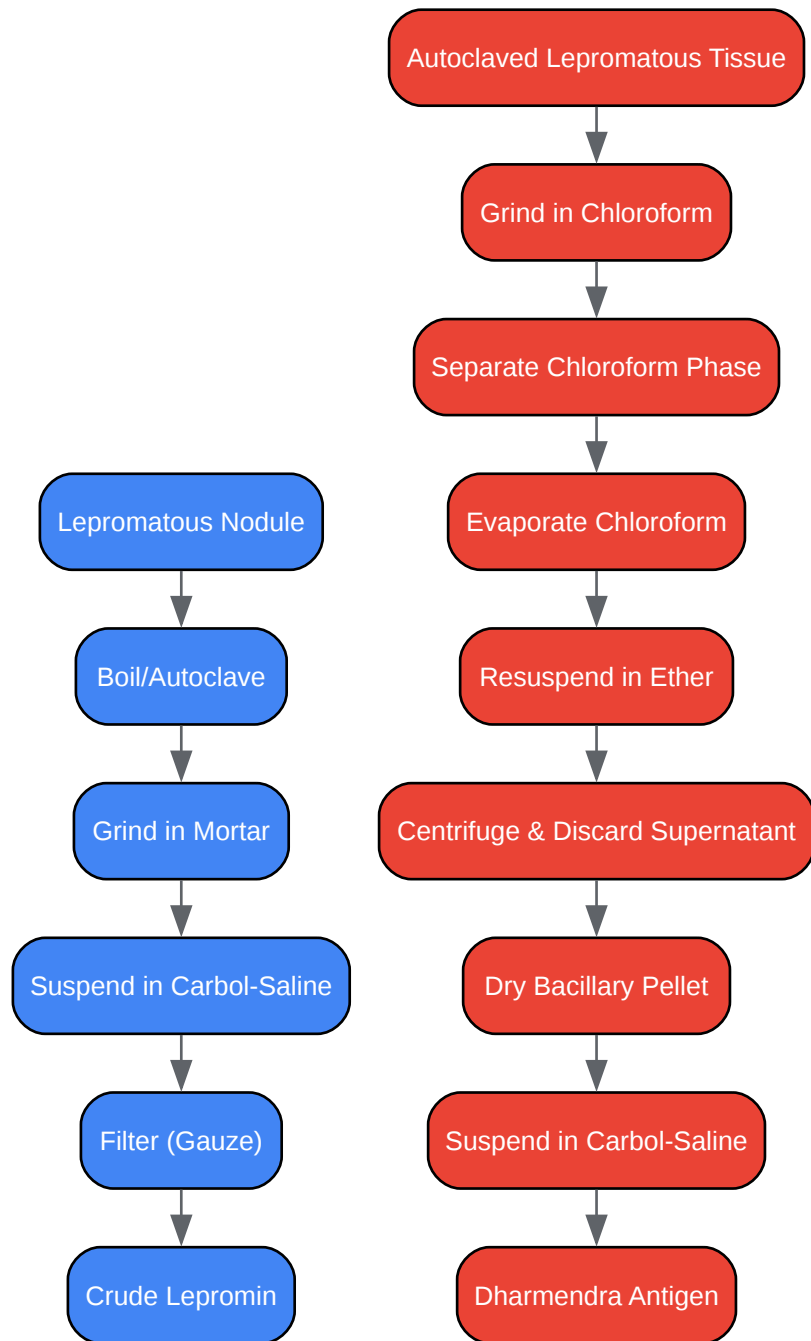 Lepromatous Nodule
Boil/Autoclave
Grind in Mortar
Suspend in Carbol-Saline
Filter (Gauze)
Crude Lepromin
Autoclaved Lepromatous Tissue
Grind in Chloroform
Separate Chloroform Phase
Evaporate Chloroform
Resuspend in Ether
Centrifuge & Discard Supernatant
Dry Bacillary Pellet
Suspend in Carbol-Saline
Dharmendra Antigen